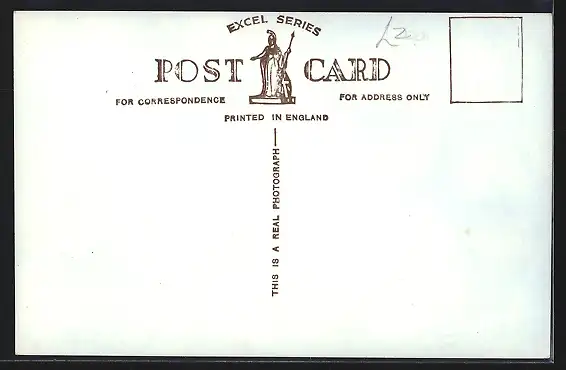 EXCEL SERIES
POST CARD
FOR CORRESPONDENCE
FOR ADDRESS ONLY
PRINTED IN ENGLAND
THIS IS A REAL PHOTOGRAPH